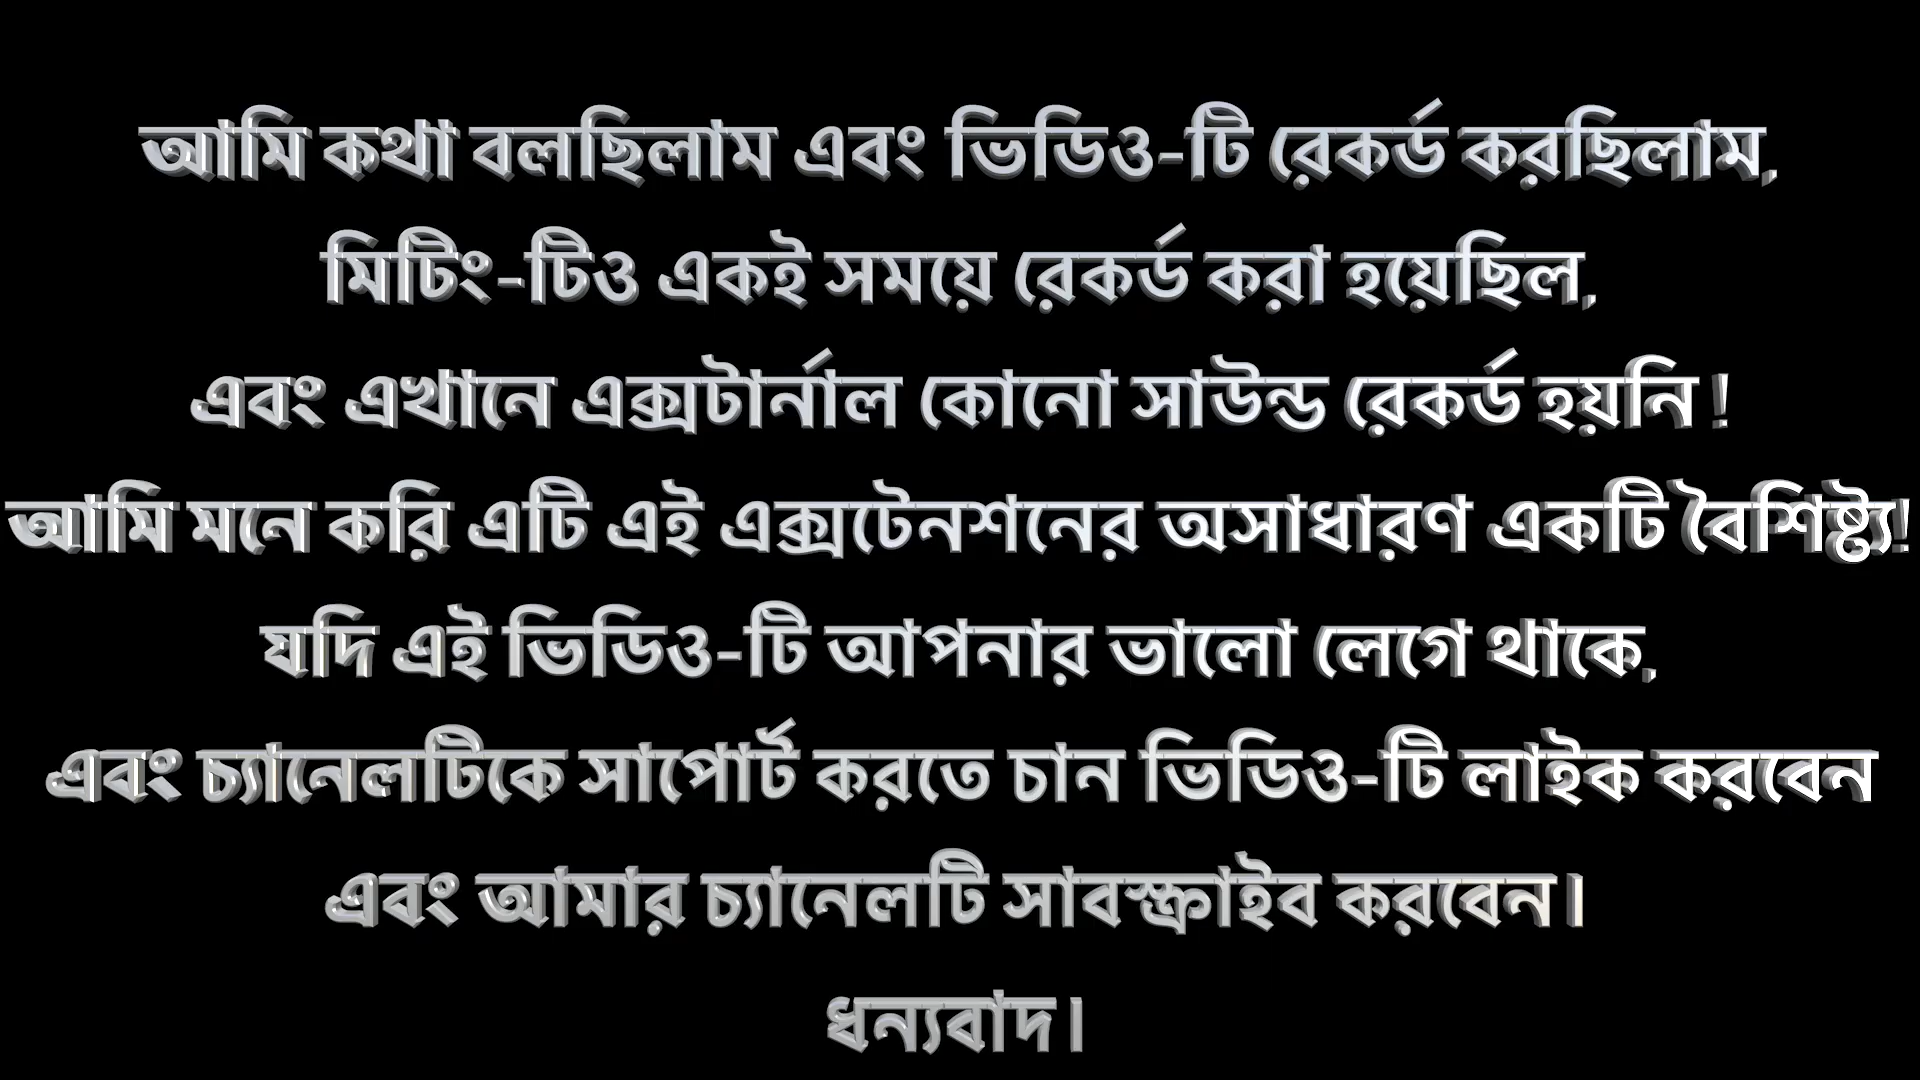 আমি কথা বলছিলাম এবং ভিডিও-টি রেকর্ড করছিলাম,
মিটিং-টিও একই সময়ে রেকর্ড করা হয়েছিল,
এবং এখানে এক্সটার্নাল কোনো সাউন্ড রেকর্ড হয়নি !
আমি মনে করি এটি এই এক্সটেনশনের অসাধারণ একটি বৈশিষ্ট্য!
যদি এই ভিডিও-টি আপনার ভালো লেগে থাকে,
এবং চ্যানেলটিকে সাপোর্ট করতে চান ভিডিও-টি লাইক করবেন
এবং আমার চ্যানেলটি সাবস্ক্রাইব করবেন।
ধন্যবাদ।